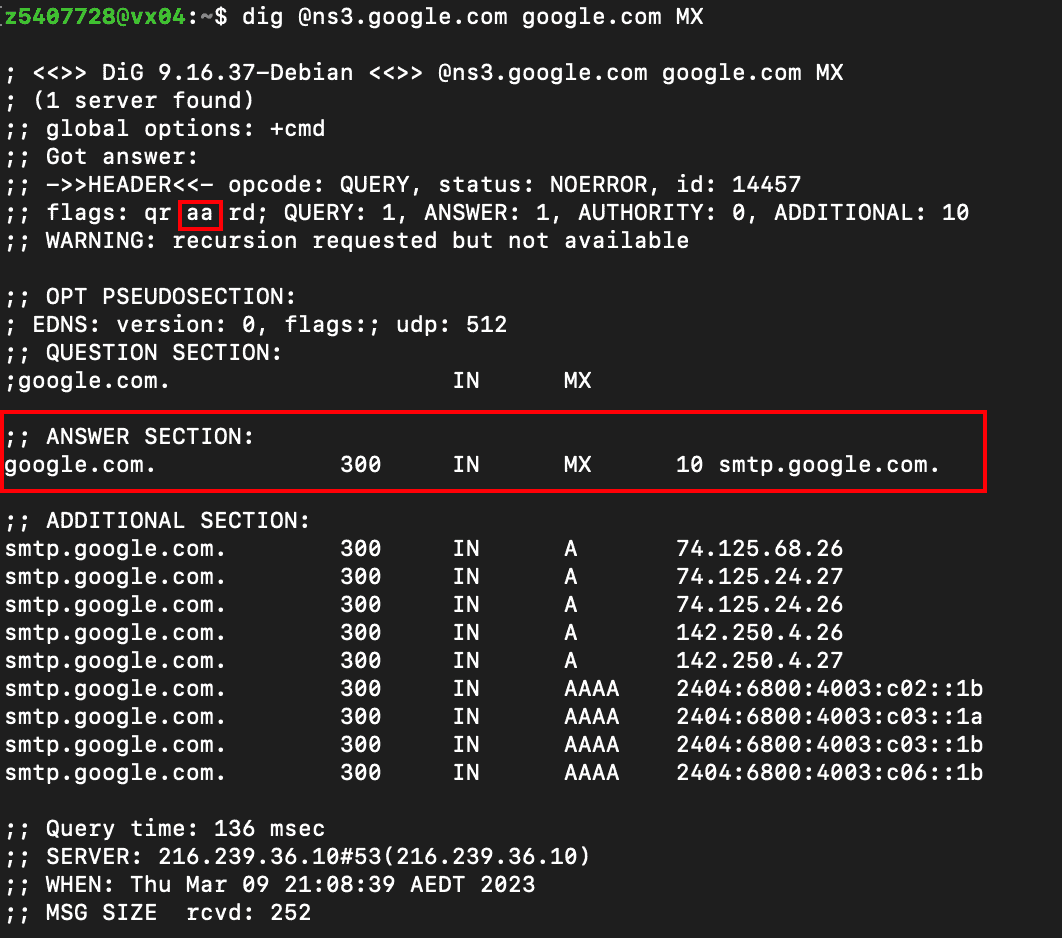 [z5407728@vx04:~$ dig @ns3.google.com google.com MX
; <<>> DiG 9.16.37-Debian <<>> @ns3.google.com google.com MX
; (1 server found)
;; global options: +cmd
;; Got answer:
;; ->>HEADER<<- opcode: QUERY, status: NOERROR, id: 14457
;; flags: qr aa rd; QUERY: 1, ANSWER: 1, AUTHORITY: 0, ADDITIONAL: 10
;; WARNING: recursion requested but not available
;; OPT PSEUDOSECTION:
; EDNS: version: 0, flags:; udp: 512
;; QUESTION SECTION:
;google.com. IN MX
;; ANSWER SECTION:
google.com. 300 IN MX 10 smtp.google.com.
;; ADDITIONAL SECTION:
smtp.google.com. 300 IN A 74.125.68.26
smtp.google.com. 300 IN A 74.125.24.27
smtp.google.com. 300 IN A 74.125.24.26
smtp.google.com. 300 IN A 142.250.4.26
smtp.google.com. 300 IN A 142.250.4.27
smtp.google.com. 300 IN AAAA 2404:6800:4003:c02::1b
smtp.google.com. 300 IN AAAA 2404:6800:4003:c03::1a
smtp.google.com. 300 IN AAAA 2404:6800:4003:c03::1b
smtp.google.com. 300 IN AAAA 2404:6800:4003:c06::1b
;; Query time: 136 msec
;; SERVER: 216.239.36.10#53(216.239.36.10)
;; WHEN: Thu Mar 09 21:08:39 AEDT 2023
;; MSG SIZE rcvd: 252